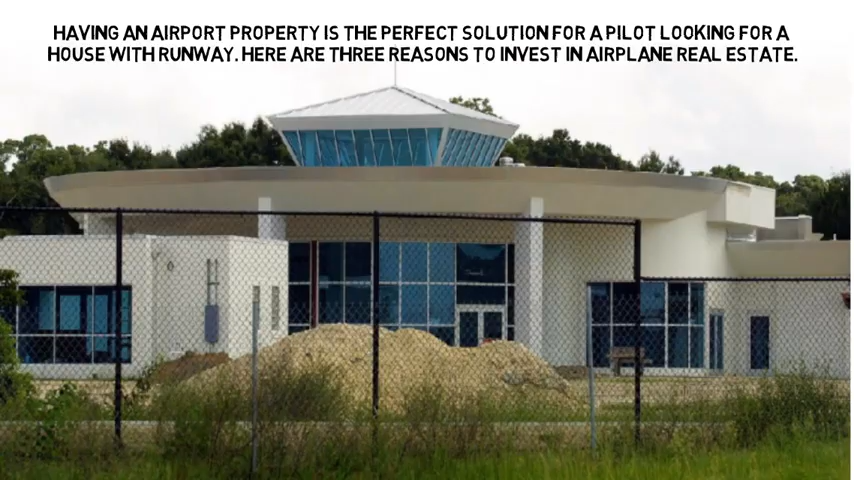 HAVING AN AIRPORT PROPERTY IS THE PERFECT SOLUTION FOR A PILOT LOOKING FOR A
HOUSE WITH RUNWAY. HERE ARE THREE REASONS TO INVEST IN AIRPLANE REAL ESTATE.